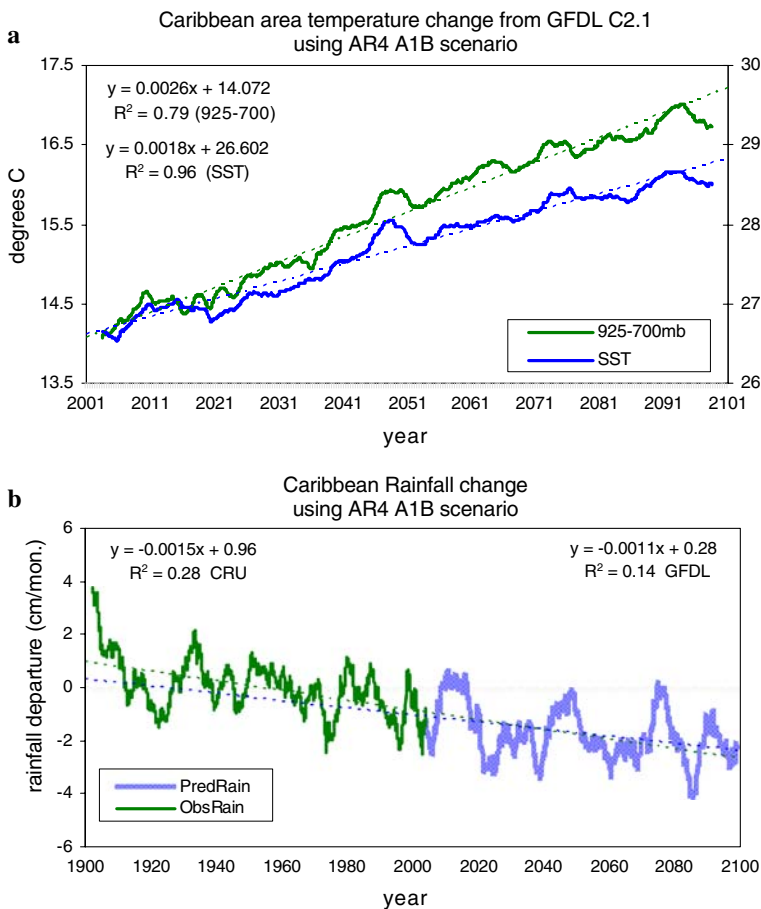 Caribbean area temperature change from GFDL C2.1
using AR4 A1B scenario
a
17.5
16.5
15.5
14.5
13.5
degrees C
30
29
28
27
26
y = 0.0026x + 14.072
R² = 0.79 (925-700)
y = 0.0018x + 26.602
R² = 0.96 (SST)
925-700mb
SST
2001 2011 2021 2031 2041 2051 2061 2071 2081 2091 2101
year
Caribbean Rainfall change
using AR4 A1B scenario
b
6
4
2
0
-2
-4
-6
rainfall departure (cm/mon.)
y = -0.0015x + 0.96
R² = 0.28 CRU
y = -0.0011x + 0.28
R² = 0.14 GFDL
PredRain
ObsRain
1900 1920 1940 1960 1980 2000 2020 2040 2060 2080 2100
year